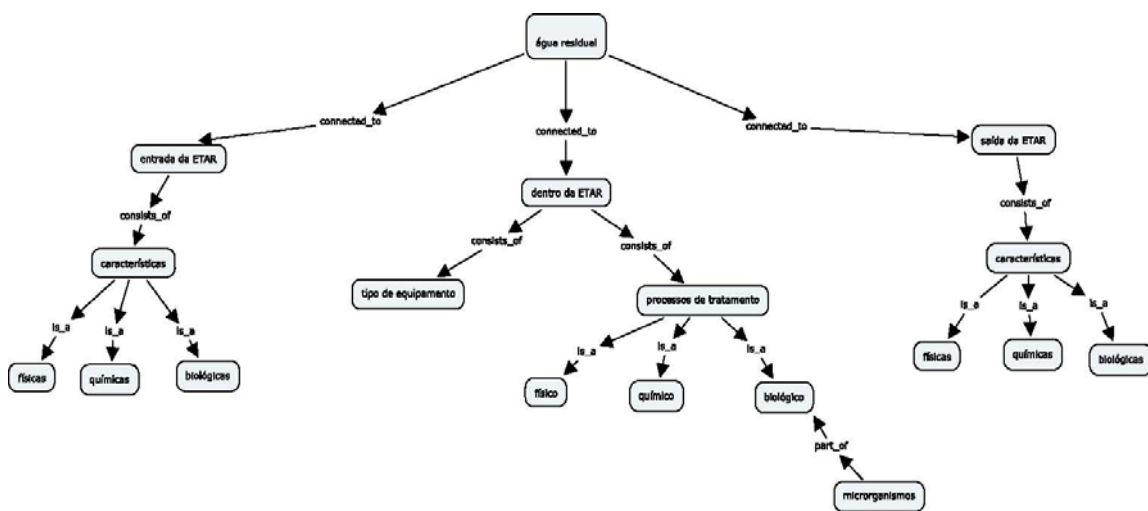 água residual
connected_to
connected_to
connected_to
entrada da ETAR
dentro da ETAR
saída da ETAR
consists_of
consists_of
consists_of
consists_of
características
tipo de equipamento
processos de tratamento
características
is_a
is_a
is_a
is_a
is_a
is_a
is_a
is_a
is_a
físicas
químicas
biológicas
físico
químico
biológico
físicas
químicas
biológicas
part_of
microrganismos